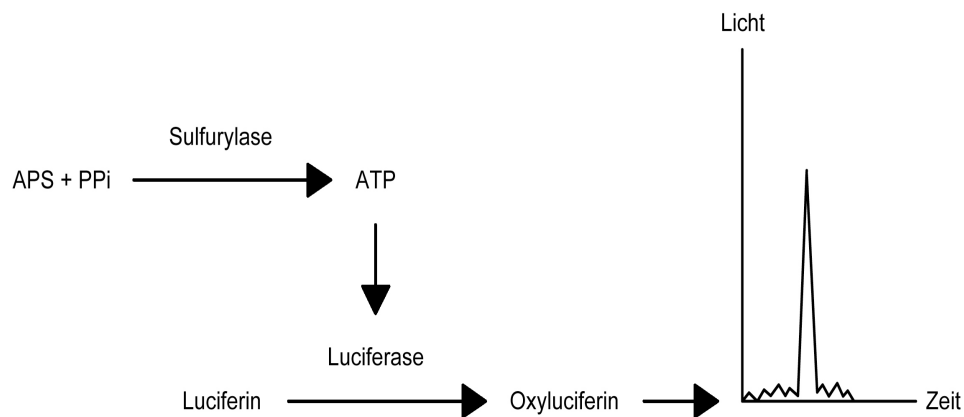 Licht
Sulfurylase
APS + PPi
ATP
Luciferase
Luciferin
Oxyluciferin
Zeit